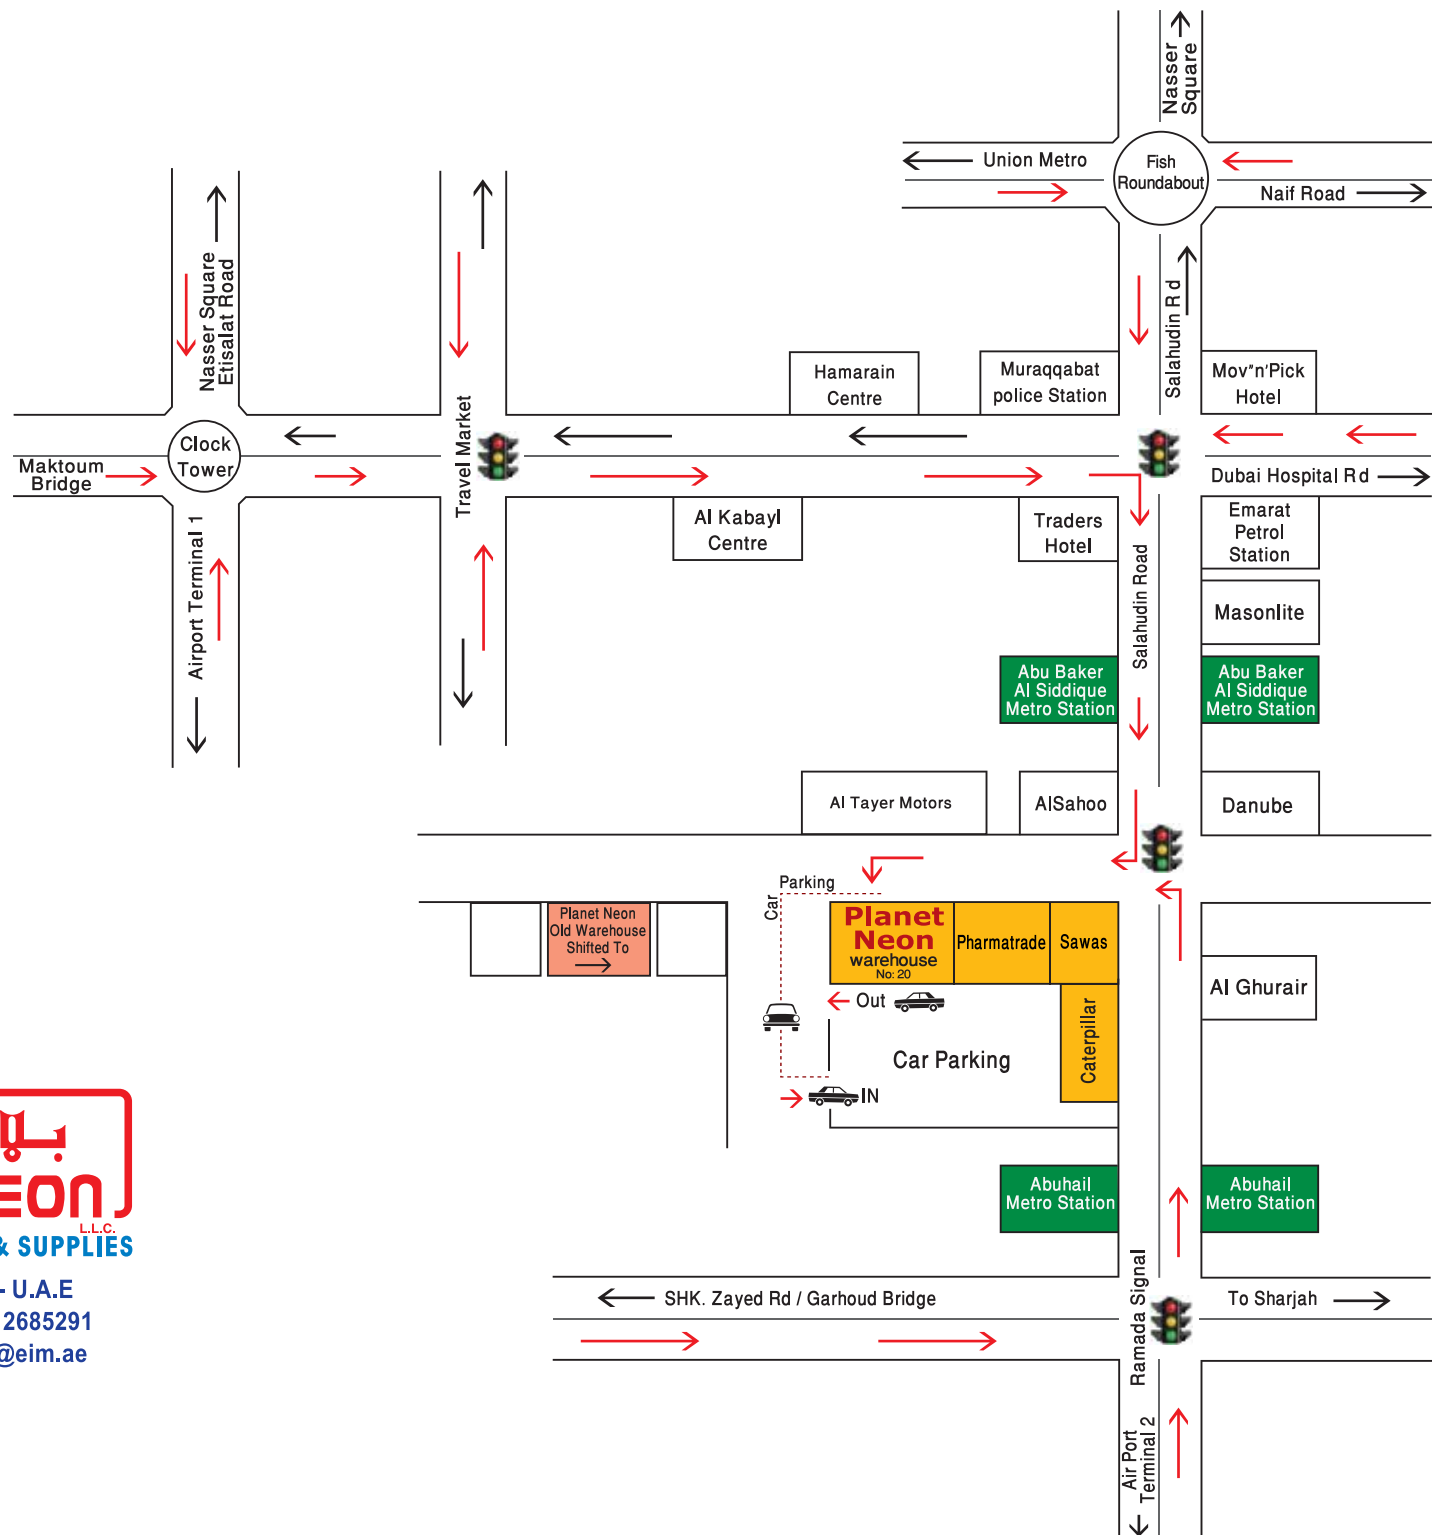 Nasser
Square
Union Metro
Fish
Roundabout
Naif Road
Nasser Square
Etisalat Road
Salahudin Rd
Hamarain
Centre
Muraqqabat
police Station
Mov"n'Pick
Hotel
Clock
Tower
Maktoum
Bridge
Travel Market
Dubai Hospital Rd
Al Kabayl
Centre
Traders
Hotel
Emarat
Petrol
Station
Airport Terminal 1
Salahudin Road
Masonlite
Abu Baker
Al Siddique
Metro Station
Abu Baker
Al Siddique
Metro Station
Al Tayer Motors
AlSahoo
Danube
Parking
Car
Planet Neon
Old Warehouse
Shifted To
Planet
Neon
warehouse
No: 20
Pharmatrade
Sawas
Out
Al Ghurair
Car Parking
Caterpillar
IN
EON
L.L.C.
& SUPPLIES
- U.A.E
2685291
@eim.ae
Abuhail
Metro Station
Abuhail
Metro Station
Ramada Signal
SHK. Zayed Rd / Garhoud Bridge
To Sharjah
Air Port
Terminal 2